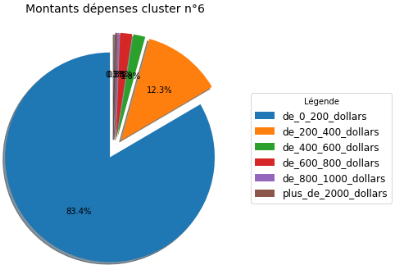 Montants dépenses cluster n°6
12.3%
83.4%
Légende
de_0_200_dollars
de_200_400_dollars
de_400_600_dollars
de_600_800_dollars
de_800_1000_dollars
plus_de_2000_dollars